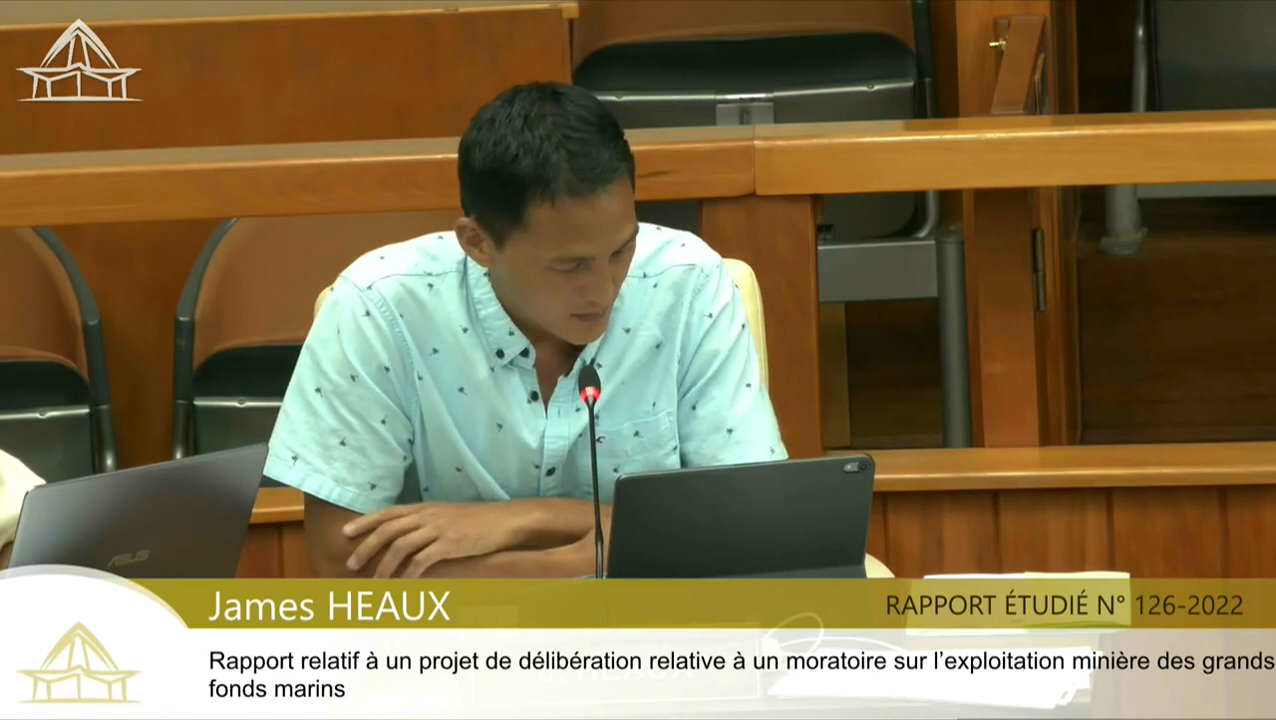 ASUS
James HEAUX
RAPPORT ÉTUDIÉ N° 126-2022
Rapport relatif à un projet de délibération relative à un moratoire sur l’exploitation minière des grands
fonds marins
J. HEAUX